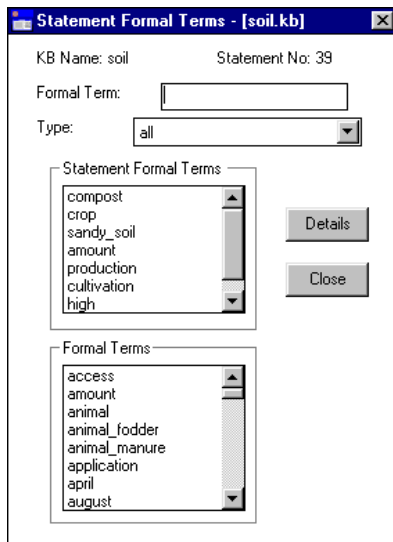 Statement Formal Terms - [soil.kb]
KB Name: soil Statement No: 39
Formal Term:
Type: all
Statement Formal Terms
compost
crop
sandy_soil
amount
production
cultivation
high
Details
Close
Formal Terms
access
amount
animal
animal_fodder
animal_manure
application
april
august